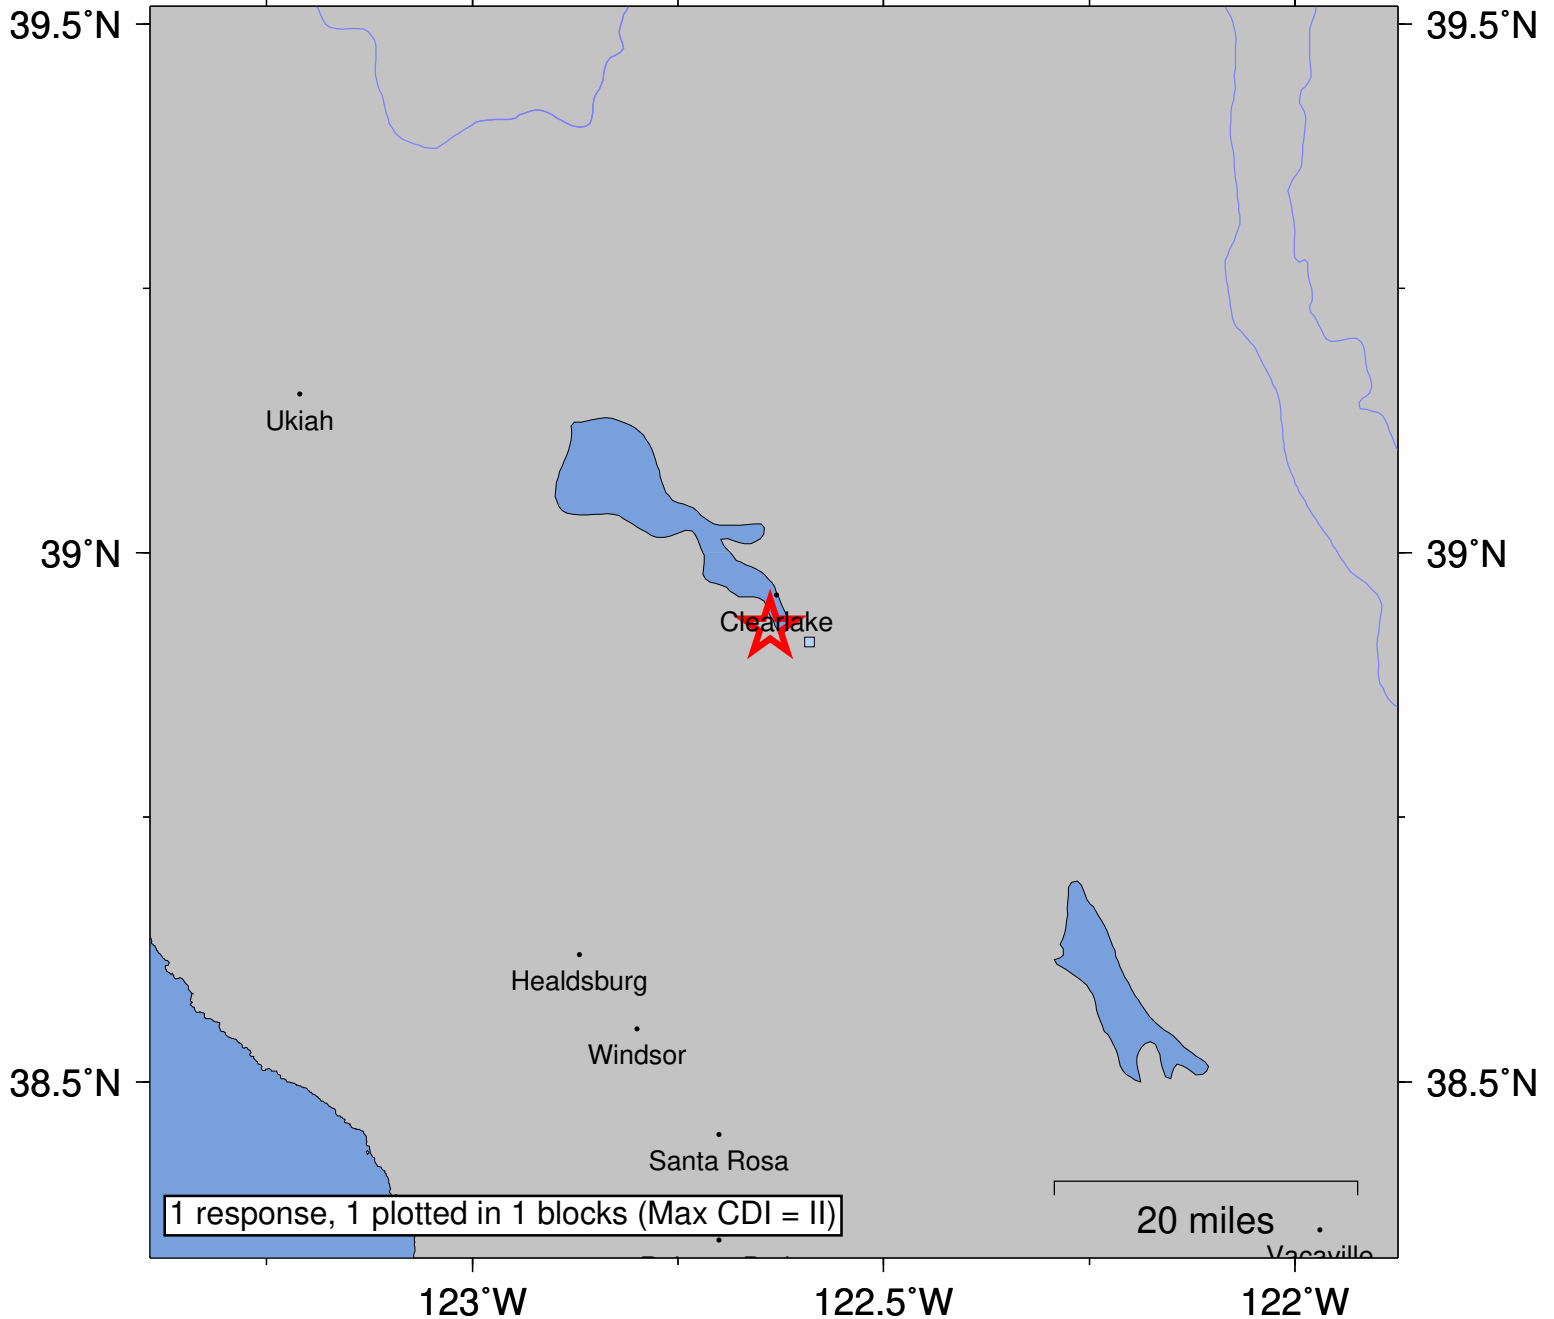 39.5˚N
39.5˚N
Ukiah
39˚N
39˚N
Clearlake
Healdsburg
Windsor
38.5˚N
38.5˚N
Santa Rosa
1 response, 1 plotted in 1 blocks (Max CDI = II)
20 miles
Vacaville
123˚W
122.5˚W
122˚W